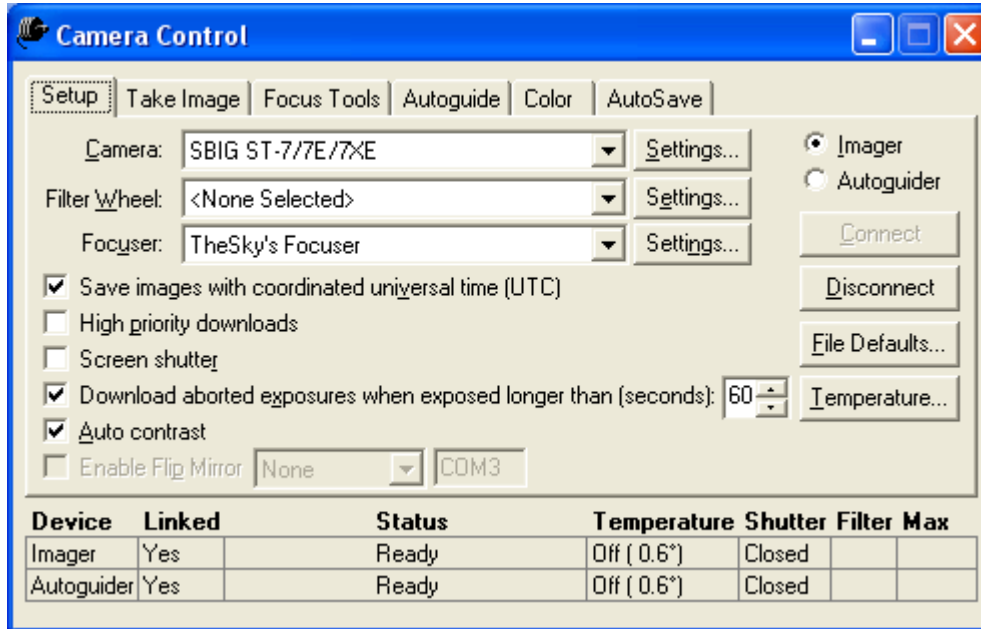 Camera Control
Setup Take Image Focus Tools Autoguide Color AutoSave
Camera: SBIG ST-7/7E/7XE Settings... Imager
Autoguider
Filter Wheel: <None Selected> Settings...
Connect
Focuser: TheSky's Focuser Settings...
Save images with coordinated universal time (UTC) Disconnect
High priority downloads
File Defaults...
Screen shutter
Download aborted exposures when exposed longer than (seconds): 60 Temperature...
Auto contrast
Enable Flip Mirror None COM3
Device Linked Status Temperature Shutter Filter Max
Imager Yes Ready Off ( 0.6°) Closed
Autoguider Yes Ready Off ( 0.6°) Closed